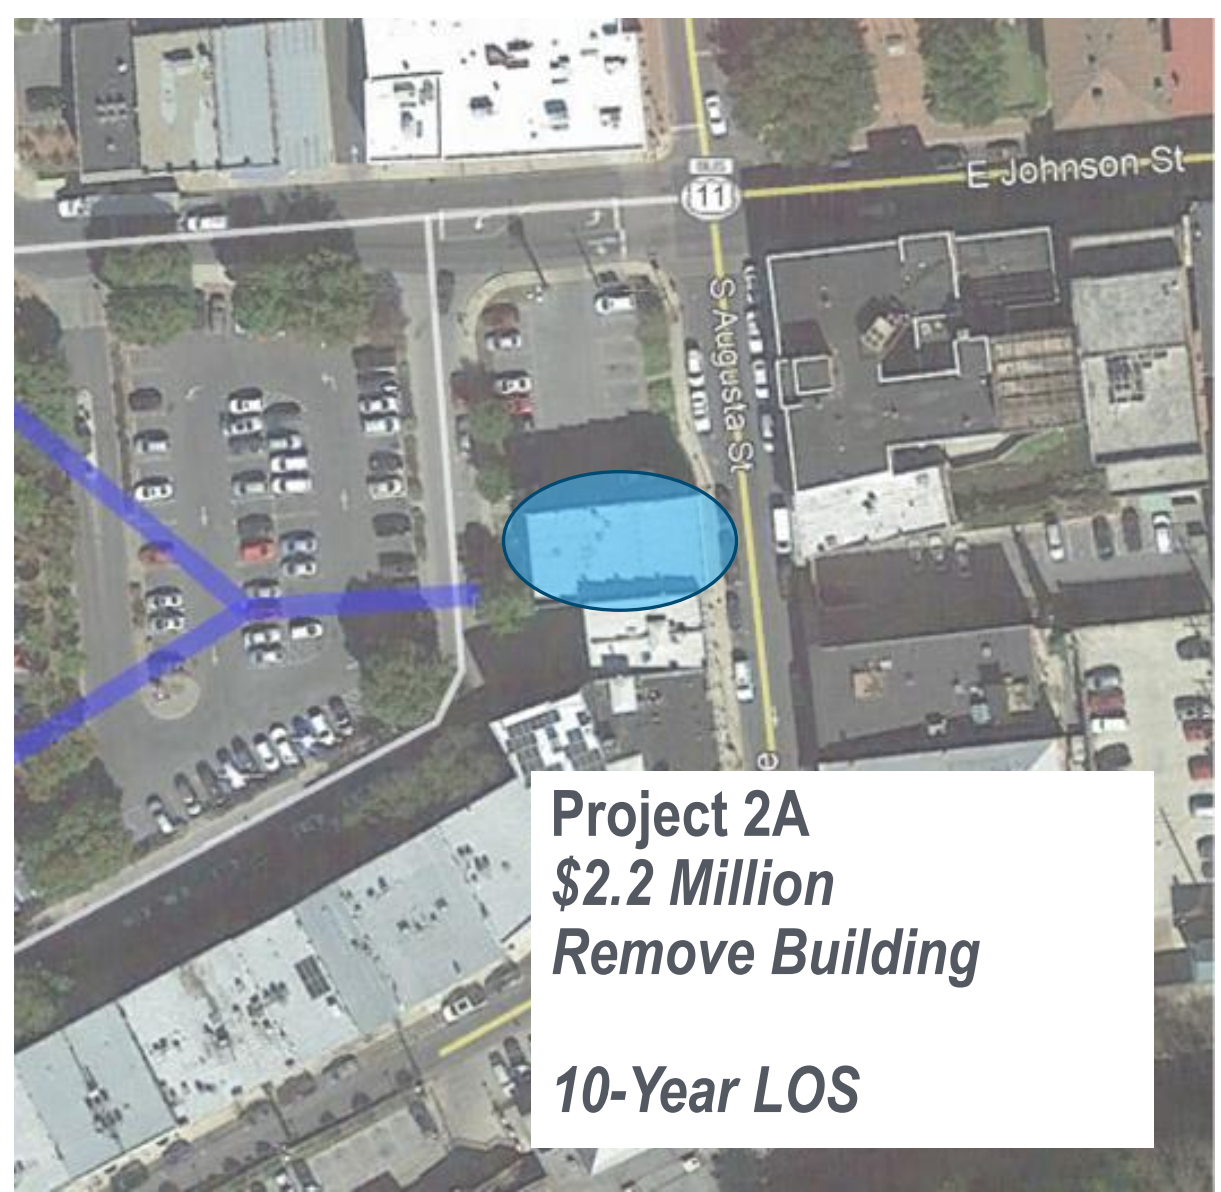 E Johnson St
BUS
11
S Augusta St
e
Project 2A
$2.2 Million
Remove Building
10-Year LOS